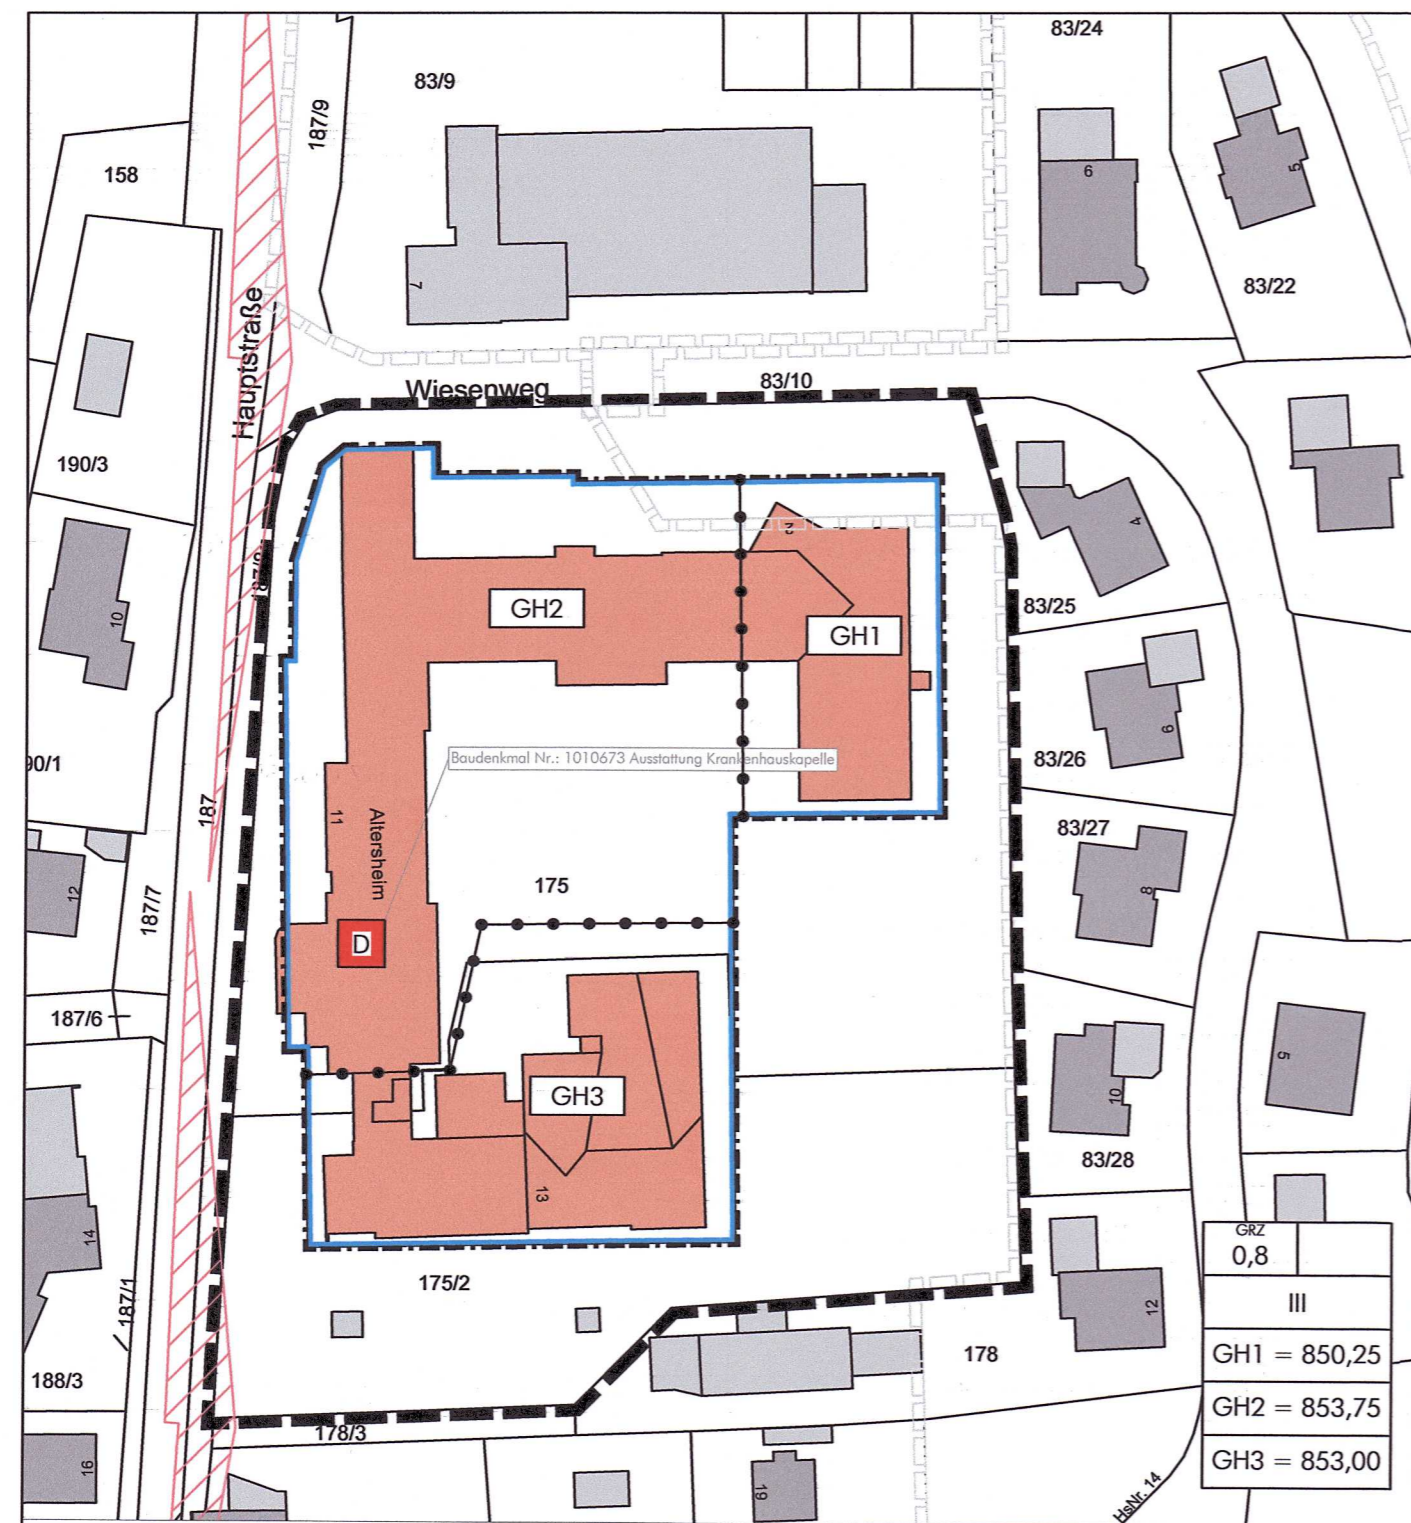 83/24
83/9
187/9
158
6
5
7
83/22
Hauptstraße
Wiesenweg
83/10
190/3
4
3
10
GH2
GH1
83/25
6
83/26
90/1
Baudenkmal Nr.: 1010673 Ausstattung Krankenhauskapelle
187
11
Altersheim
83/27
12
187/7
175
8
D
187/6
5
GH3
10
83/28
13
14
187/1
175/2
12
GRZ
0,8
III
178
GH1 = 850,25
188/3
GH2 = 853,75
178/3
GH3 = 853,00
16
19
HsNr. 14